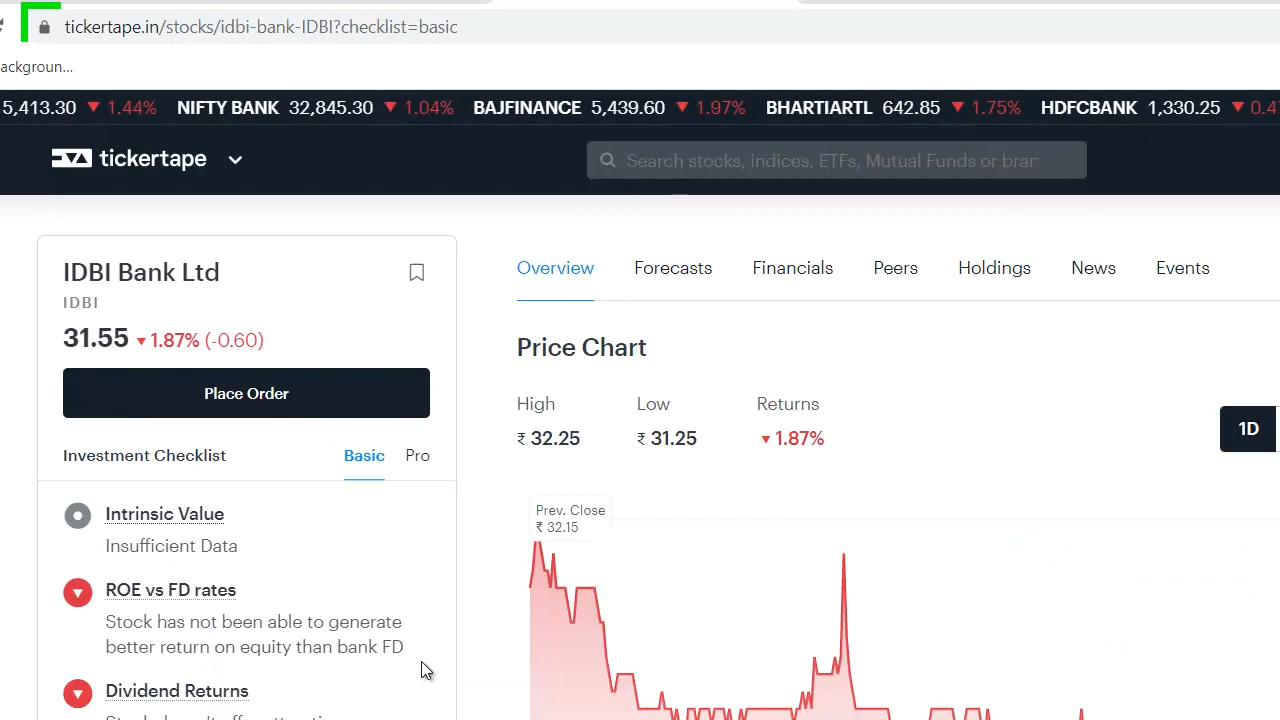 tickertape.in/stocks/idbi-bank-IDBI?checklist=basic
ackgroun...
5,413.30 ▼ 1.44% NIFTY BANK 32,845.30 ▼ 1.04% BAJFINANCE 5,439.60 ▼ 1.97% BHARTIARTL 642.85 ▼ 1.75% HDFCBANK 1,330.25 ▼ 0.4
tickertape
Search stocks, indices, ETFs, Mutual Funds or bran
IDBI Bank Ltd
IDBI
31.55 ▼ 1.87% (-0.60)
Place Order
Investment Checklist Basic Pro
Intrinsic Value
Insufficient Data
ROE vs FD rates
Stock has not been able to generate
better return on equity than bank FD
Dividend Returns
Overview Forecasts Financials Peers Holdings News Events
Price Chart
High Low Returns
₹ 32.25 ₹ 31.25 ▼ 1.87%
1D
Prev. Close
₹ 32.15